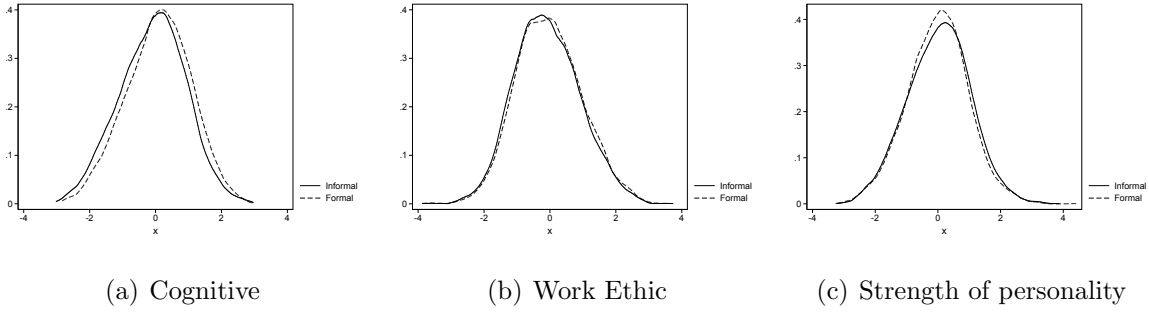 .4
.3
.2
.1
0
-4 -2 0 2 4
x
Informal
Formal
.4
.3
.2
.1
0
-4 -2 0 2 4
x
Informal
Formal
.4
.3
.2
.1
0
-4 -2 0 2 4
x
Informal
Formal
(a) Cognitive
(b) Work Ethic
(c) Strength of personality